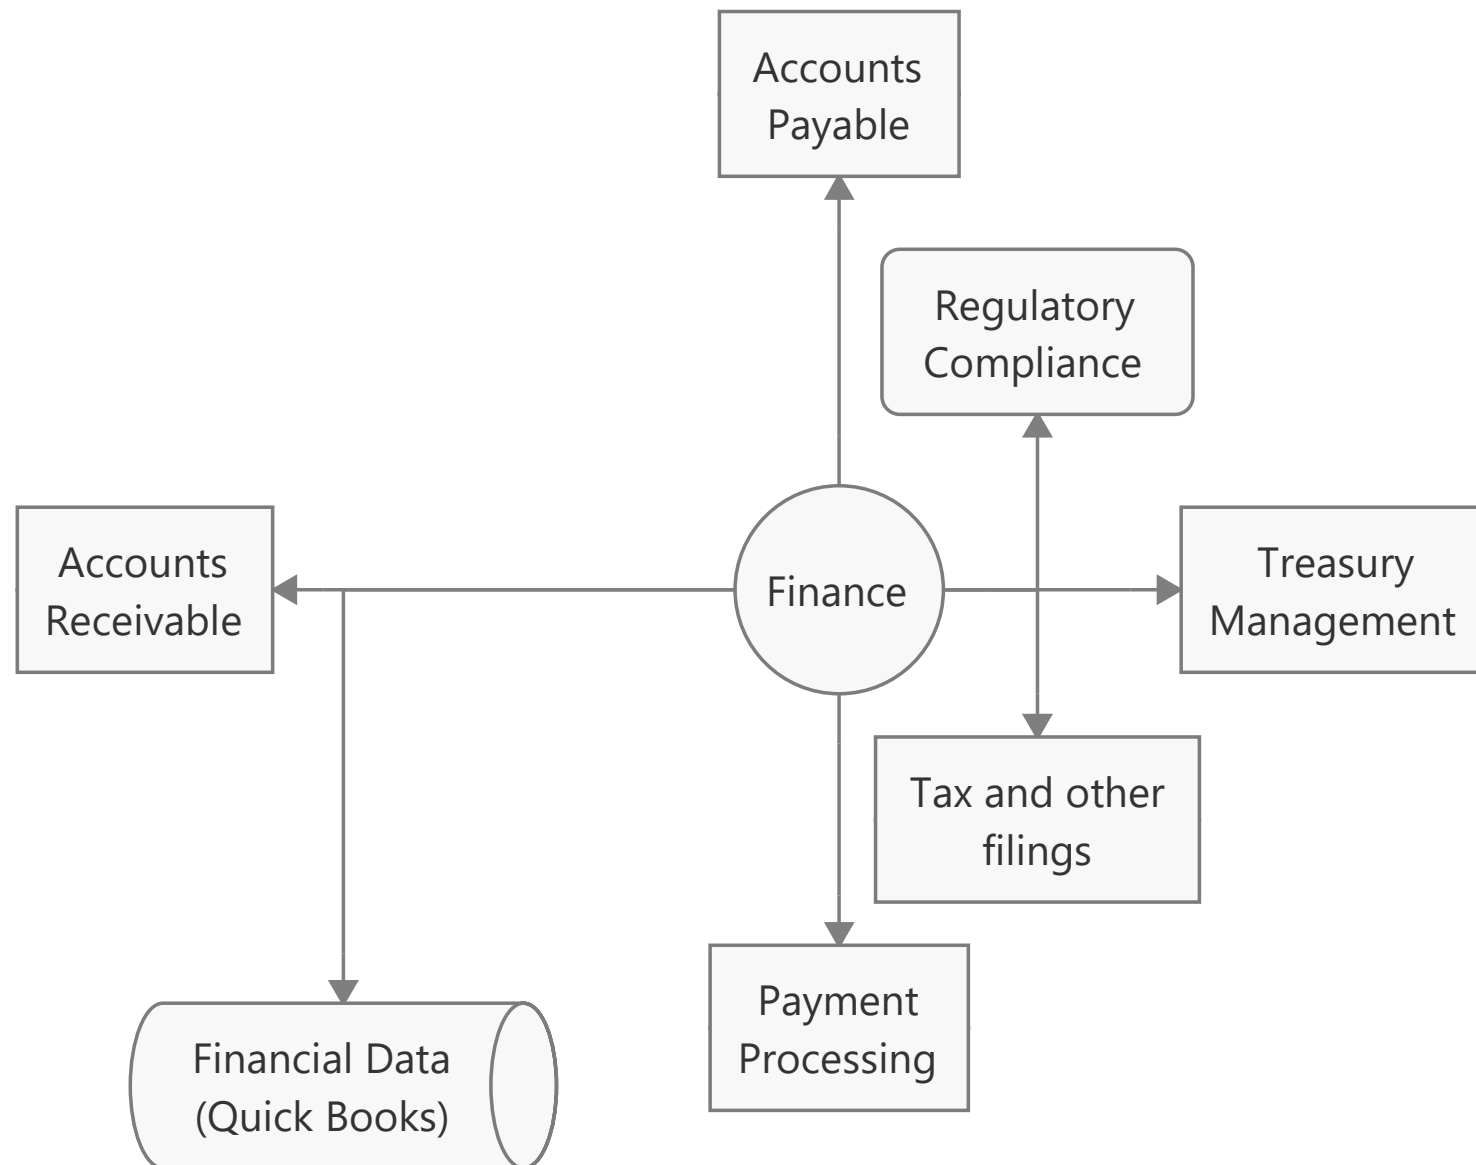 Accounts
Payable
Regulatory
Compliance
Accounts
Receivable
Finance
Treasury
Management
Tax and other
filings
Payment
Processing
Financial Data
(Quick Books)